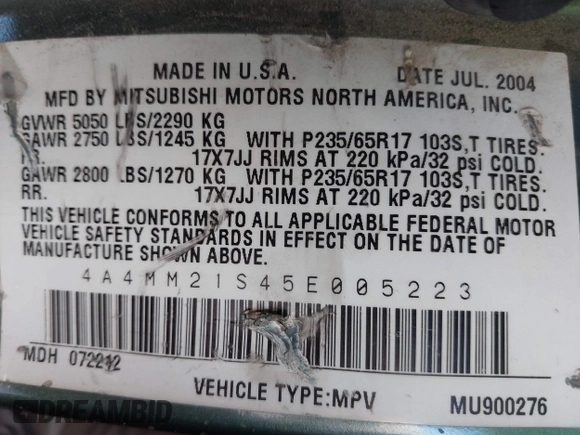 MADE IN U.S.A. DATE JUL. 2004
MFD BY MITSUBISHI MOTORS NORTH AMERICA, INC.
GVWR 5050 LBS/2290 KG
GAWR 2750 LBS/1245 KG WITH P235/65R17 103S,T TIRES.
FR. 17X7JJ RIMS AT 220 kPa/32 psi COLD.
GAWR 2800 LBS/1270 KG WITH P235/65R17 103S,T TIRES.
RR. 17X7JJ RIMS AT 220 kPa/32 psi COLD.
THIS VEHICLE CONFORMS TO ALL APPLICABLE FEDERAL MOTOR
VEHICLE SAFETY STANDARDS IN EFFECT ON THE DATE OF
MANUFACTURE SHOWN ABOVE.
4A4MM21S45E005223
MDH 072212
VEHICLE TYPE:MPV MU900276
DREAMBID